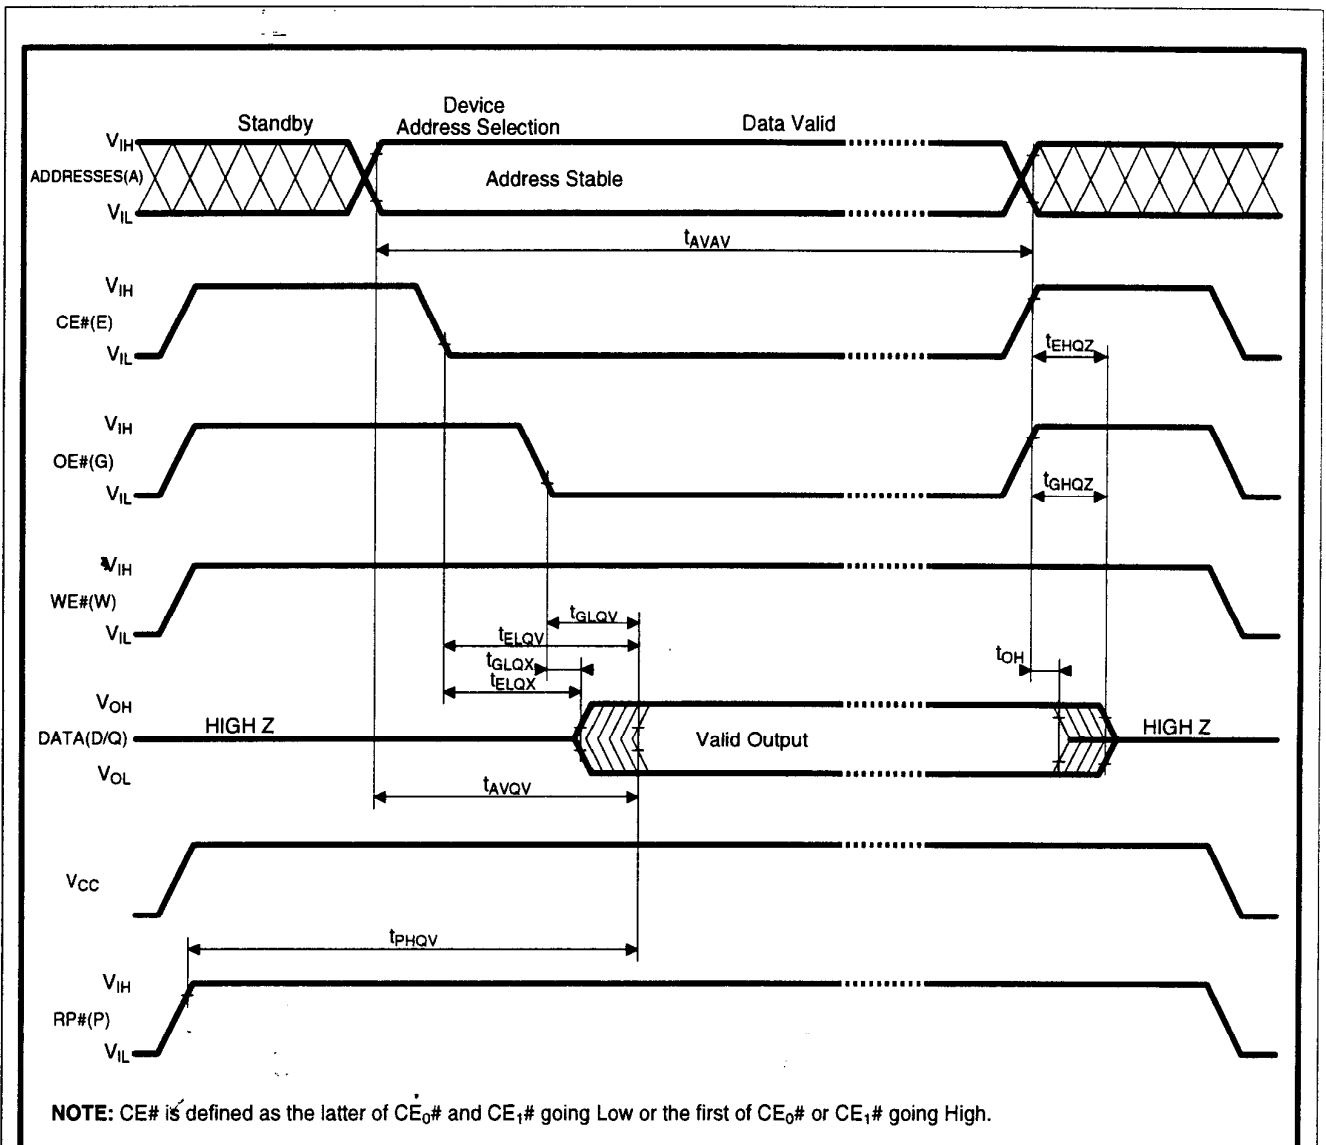 Device
Standby Address Selection Data Valid
VIH
ADDRESSES(A) Address Stable
VIL
tAVAV
VIH
CE#(E)
VIL
tEHQZ
VIH
OE#(G)
VIL
tGHQZ
VIH
WE#(W)
VIL
tGLQV
tELQV
tGLQX
tELQX
tOH
VOH
HIGH Z HIGH Z
DATA(D/Q) Valid Output
VOL
tAVQV
VCC
tPHQV
VIH
RP#(P)
VIL
NOTE: CE# is defined as the latter of CE0# and CE1# going Low or the first of CE0# or CE1# going High.